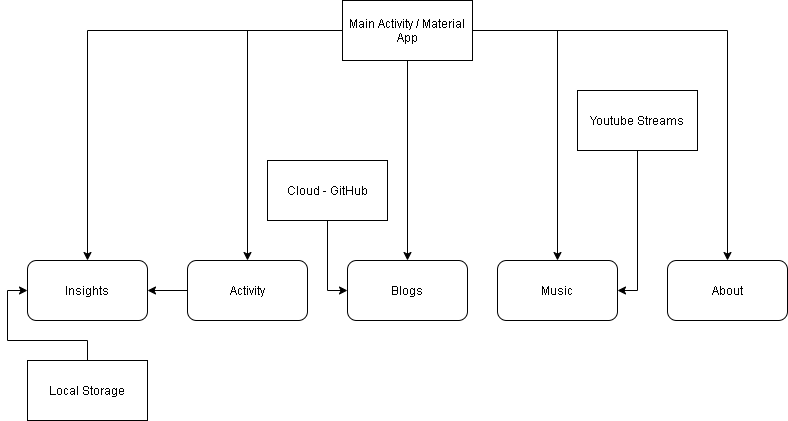 Main Activity / Material
App
Youtube Streams
Cloud - GitHub
Insights
Activity
Blogs
Music
About
Local Storage